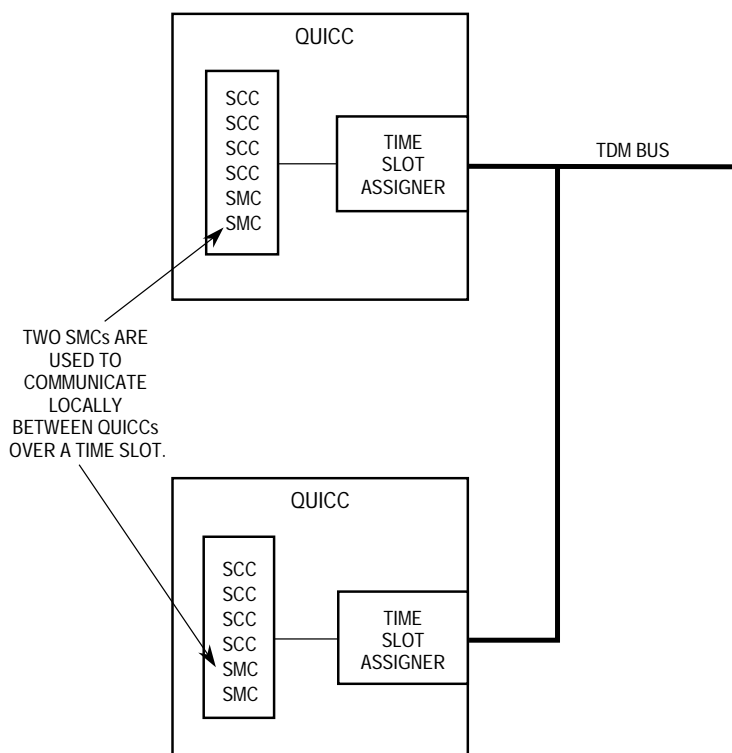 QUICC
SCC
SCC
SCC
SCC
SMC
SMC
TIME
SLOT
ASSIGNER
TDM BUS
TWO SMCs ARE
USED TO
COMMUNICATE
LOCALLY
BETWEEN QUICCs
OVER A TIME SLOT.
QUICC
SCC
SCC
SCC
SCC
SMC
SMC
TIME
SLOT
ASSIGNER